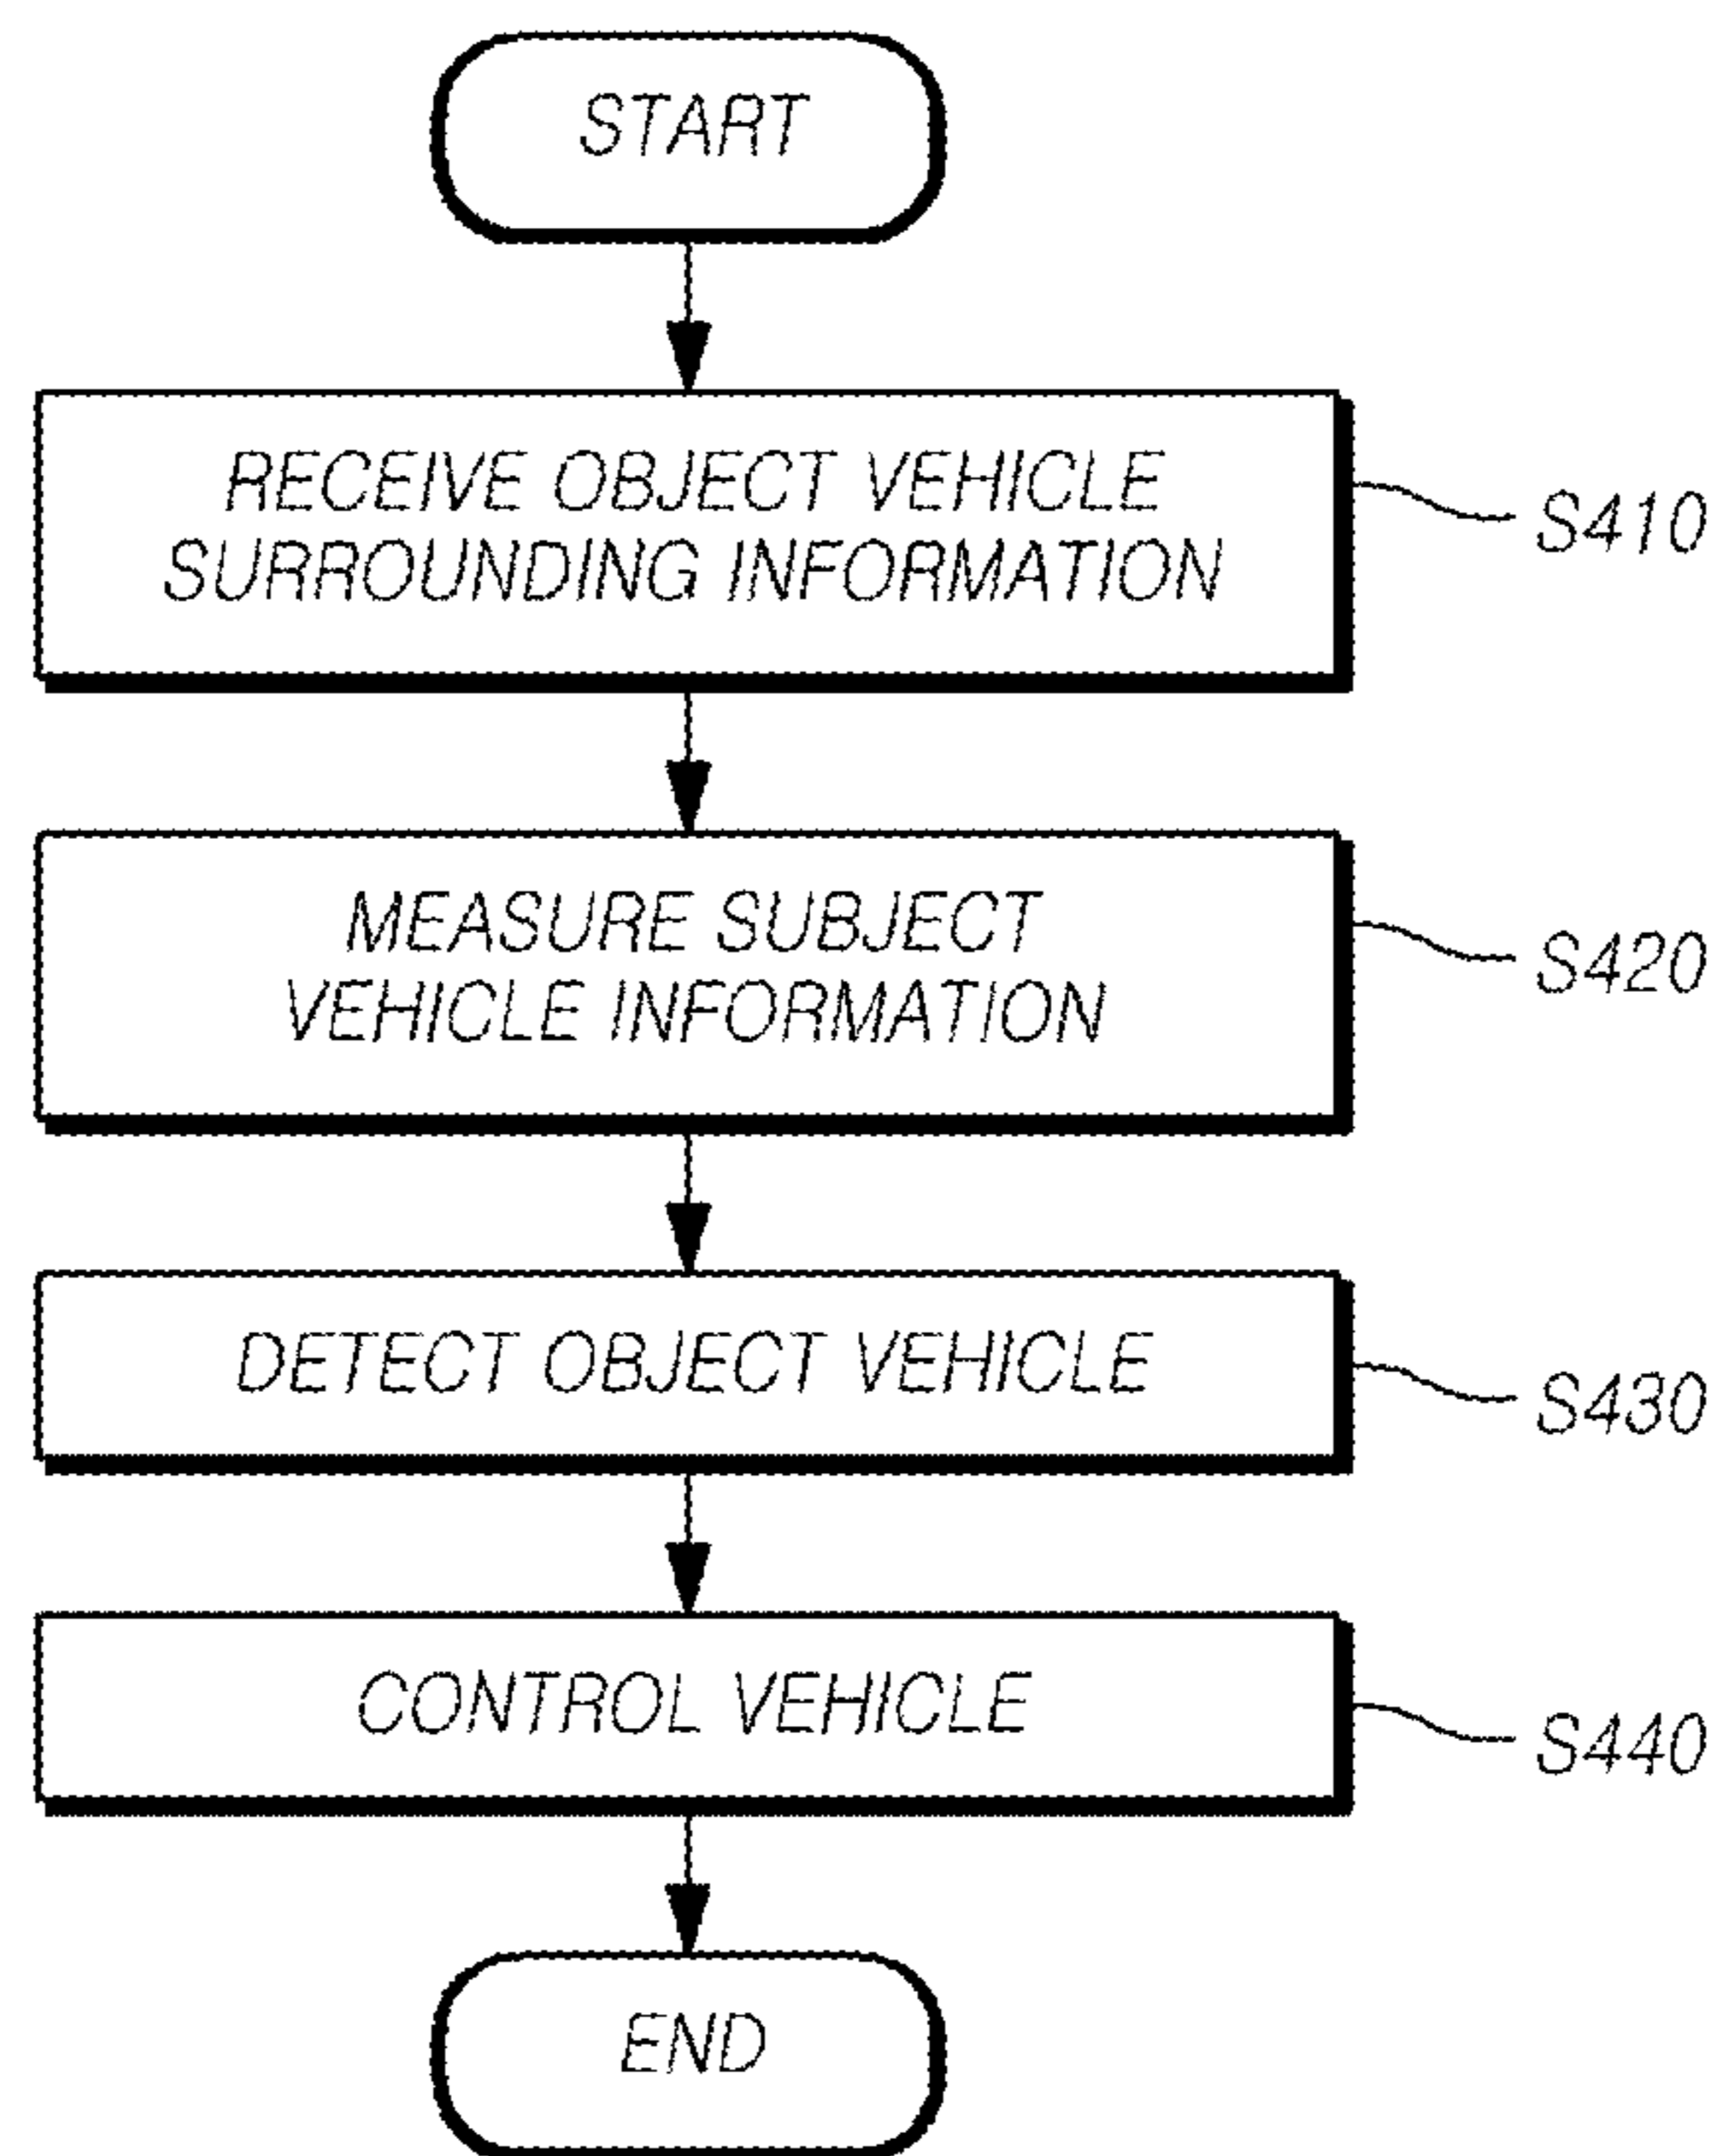 START
RECEIVE OBJECT VEHICLE
SURROUNDING INFORMATION
S410
MEASURE SUBJECT
VEHICLE INFORMATION
S420
DETECT OBJECT VEHICLE
S430
CONTROL VEHICLE
S440
END